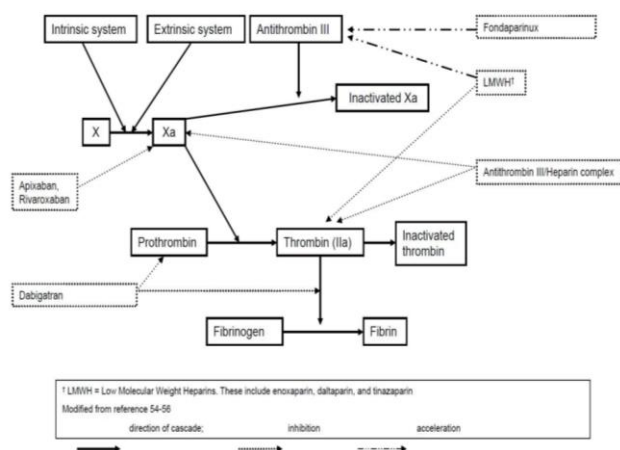 Intrinsic system
Extrinsic system
Antithrombin III
Fondaparinux
LMWH†
Inactivated Xa
X
Xa
Apixaban,
Rivaroxaban
Antithrombin III/Heparin complex
Prothrombin
Thrombin (IIa)
Inactivated
thrombin
Dabigatran
Fibrinogen
Fibrin
† LMWH = Low Molecular Weight Heparins. These include enoxaparin, daltaparin, and tinazaparin
Modified from reference 54-56
direction of cascade; inhibition acceleration